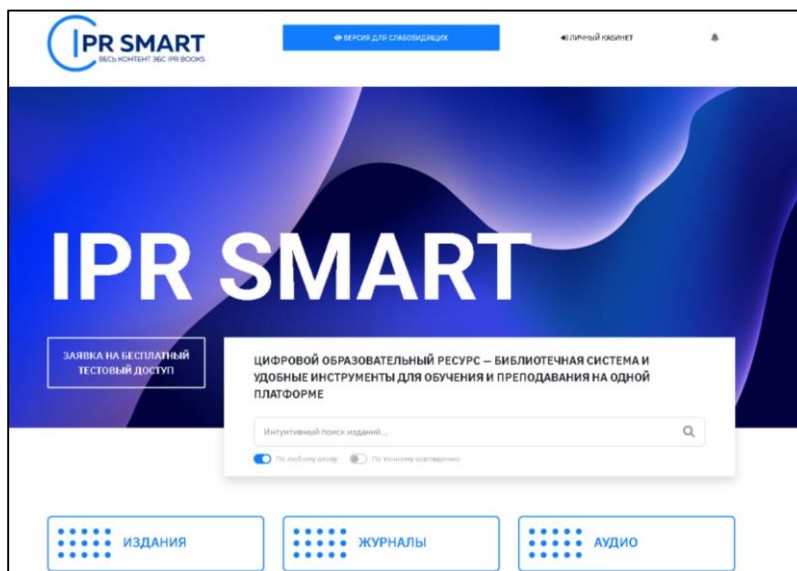 IPR SMART
ВЕСЬ КОНТЕНТ ЭБС IPR BOOKS
ВЕРСИЯ ДЛЯ СЛАБОВИДЯЩИХ
ЛИЧНЫЙ КАБИНЕТ
IPR SMART
ЗАЯВКА НА БЕСПЛАТНЫЙ
ТЕСТОВЫЙ ДОСТУП
ЦИФРОВОЙ ОБРАЗОВАТЕЛЬНЫЙ РЕСУРС — БИБЛИОТЕЧНАЯ СИСТЕМА И
УДОБНЫЕ ИНСТРУМЕНТЫ ДЛЯ ОБУЧЕНИЯ И ПРЕПОДАВАНИЯ НА ОДНОЙ
ПЛАТФОРМЕ
Интуитивный поиск изданий...
По любому слову По точному совпадению
ИЗДАНИЯ
ЖУРНАЛЫ
АУДИО